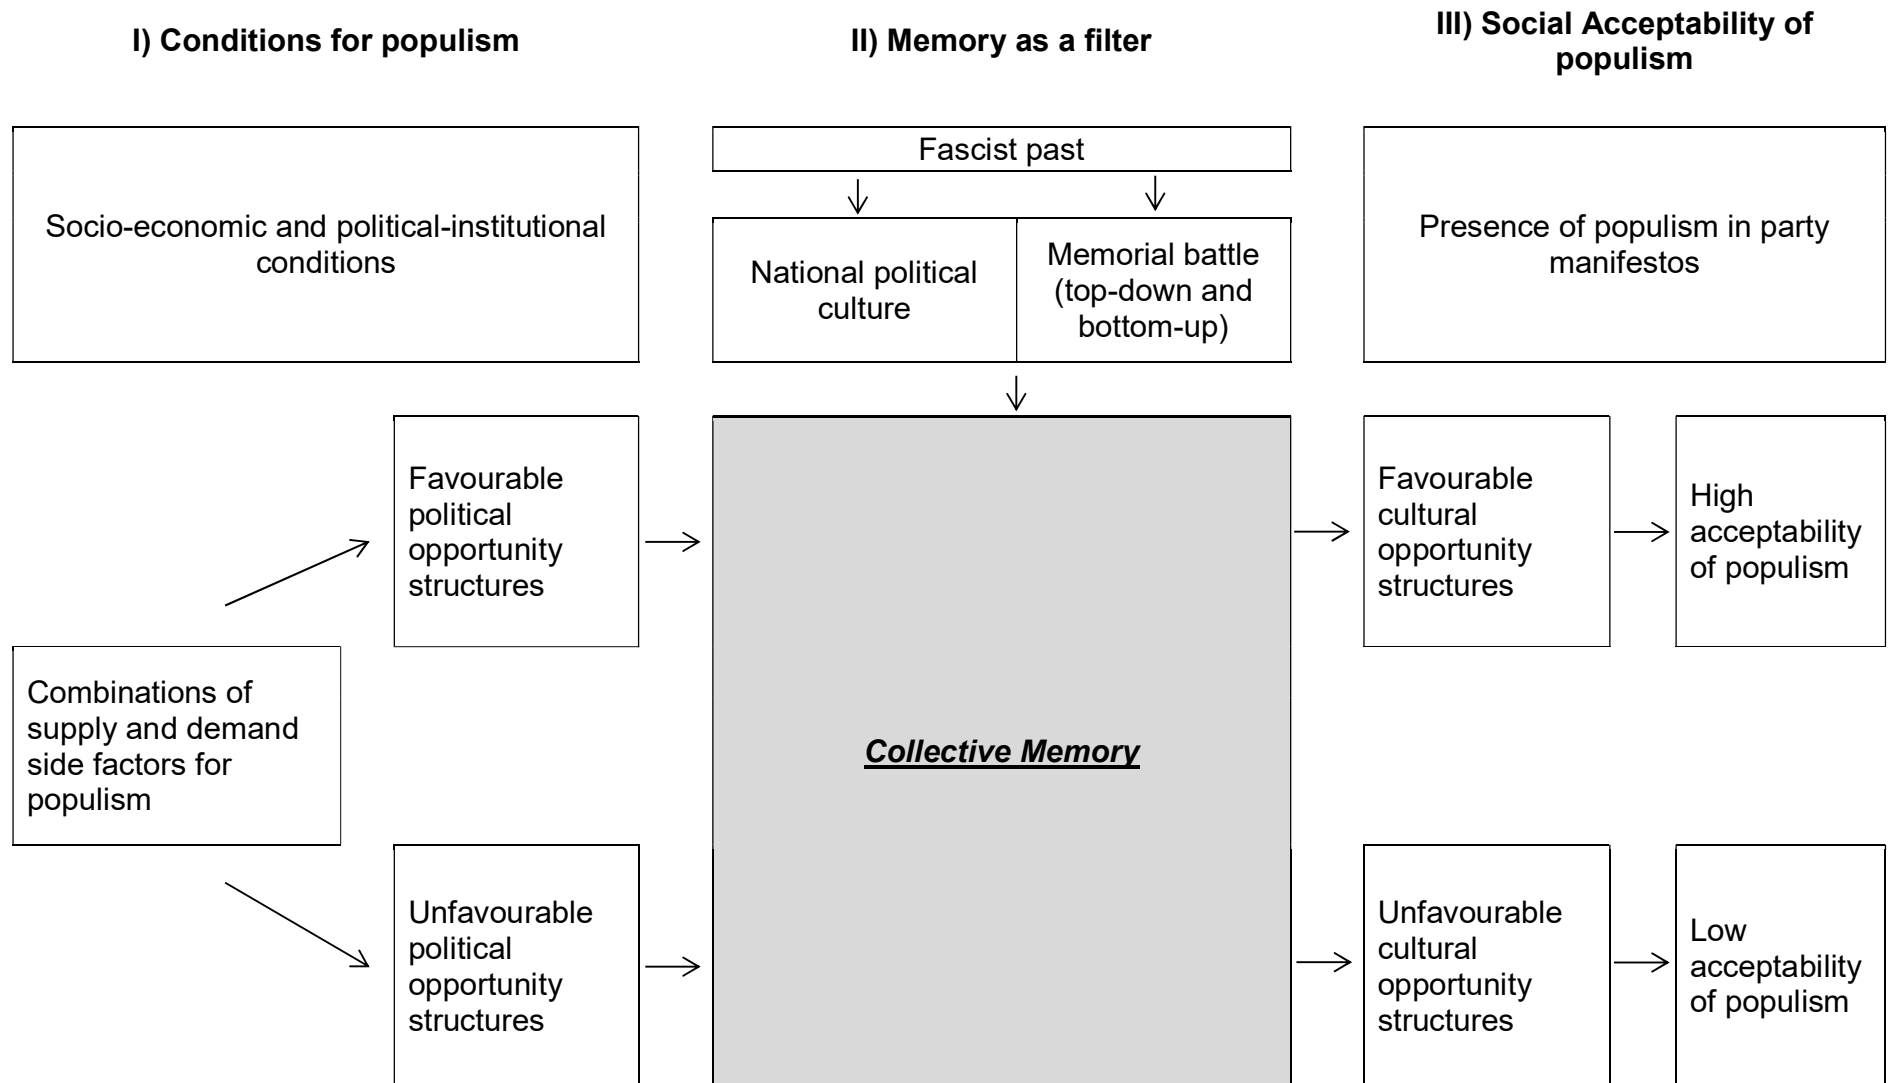 I) Conditions for populism
II) Memory as a filter
III) Social Acceptability of
populism
Socio-economic and political-institutional
conditions
Fascist past
National political
culture
Memorial battle
(top-down and
bottom-up)
Presence of populism in party
manifestos
Combinations of
supply and demand
side factors for
populism
Favourable
political
opportunity
structures
Unfavourable
political
opportunity
structures
Collective Memory
Favourable
cultural
opportunity
structures
High
acceptability
of populism
Unfavourable
cultural
opportunity
structures
Low
acceptability
of populism